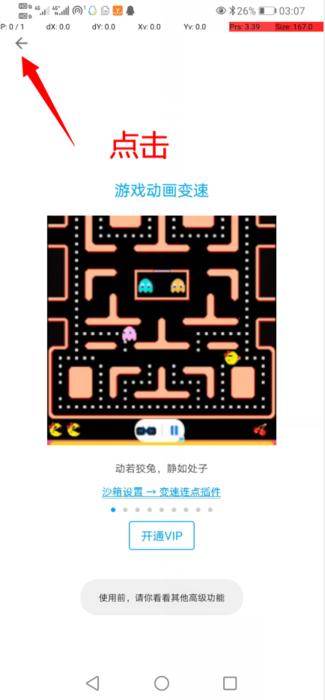 26% 03:07
P: 0 / 1 dX: 0.0 dY: 0.0 Xv: 0.0 Yv: 0.0 Prs: 3.39 Size: 167.0
点击
游戏动画变速
动若狡兔，静如处子
沙箱设置 → 变速连点插件
开通VIP
使用前，请你看看其他高级功能